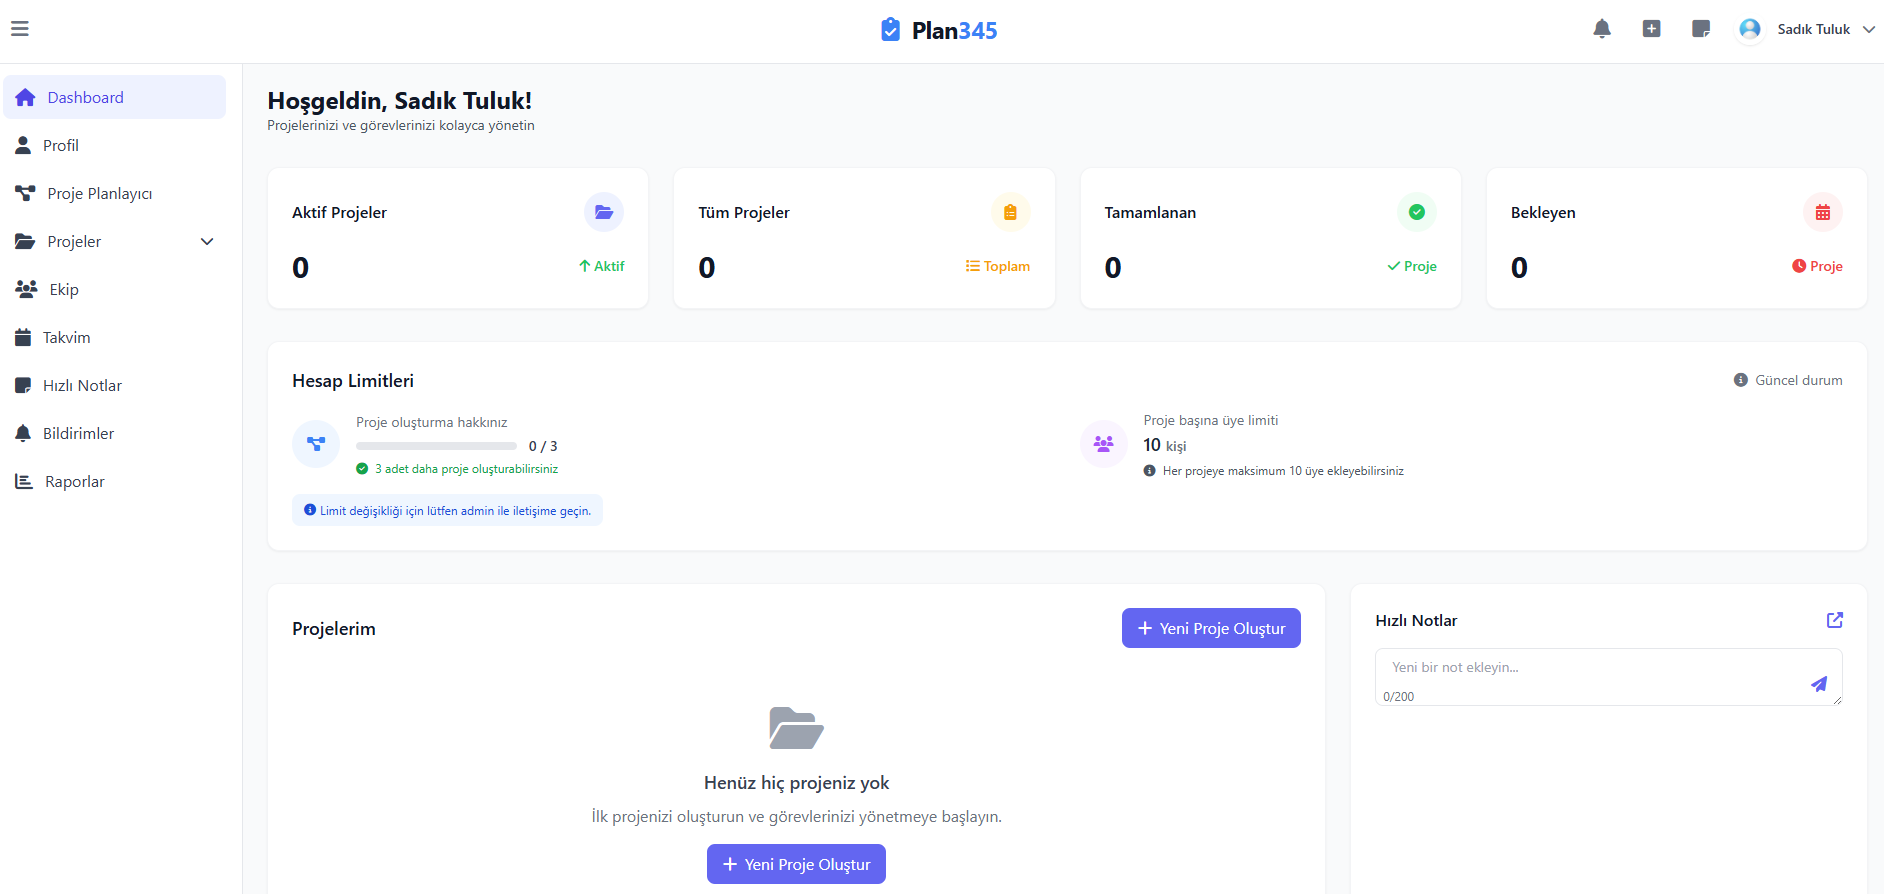 Plan345
Sadık Tuluk
Dashboard
Profil
Proje Planlayıcı
Projeler
Ekip
Takvim
Hızlı Notlar
Bildirimler
Raporlar
Hoşgeldin, Sadık Tuluk!
Projelerinizi ve görevlerinizi kolayca yönetin
Aktif Projeler
0
Aktif
Tüm Projeler
0
Toplam
Tamamlanan
0
Proje
Bekleyen
0
Proje
Hesap Limitleri
Güncel durum
Proje oluşturma hakkınız
0 / 3
3 adet daha proje oluşturabilirsiniz
Limit değişikliği için lütfen admin ile iletişime geçin.
Proje başına üye limiti
10 kişi
Her projeye maksimum 10 üye ekleyebilirsiniz
Projelerim
Yeni Proje Oluştur
Henüz hiç projeniz yok
İlk projenizi oluşturun ve görevlerinizi yönetmeye başlayın.
Yeni Proje Oluştur
Hızlı Notlar
Yeni bir not ekleyin...
0/200